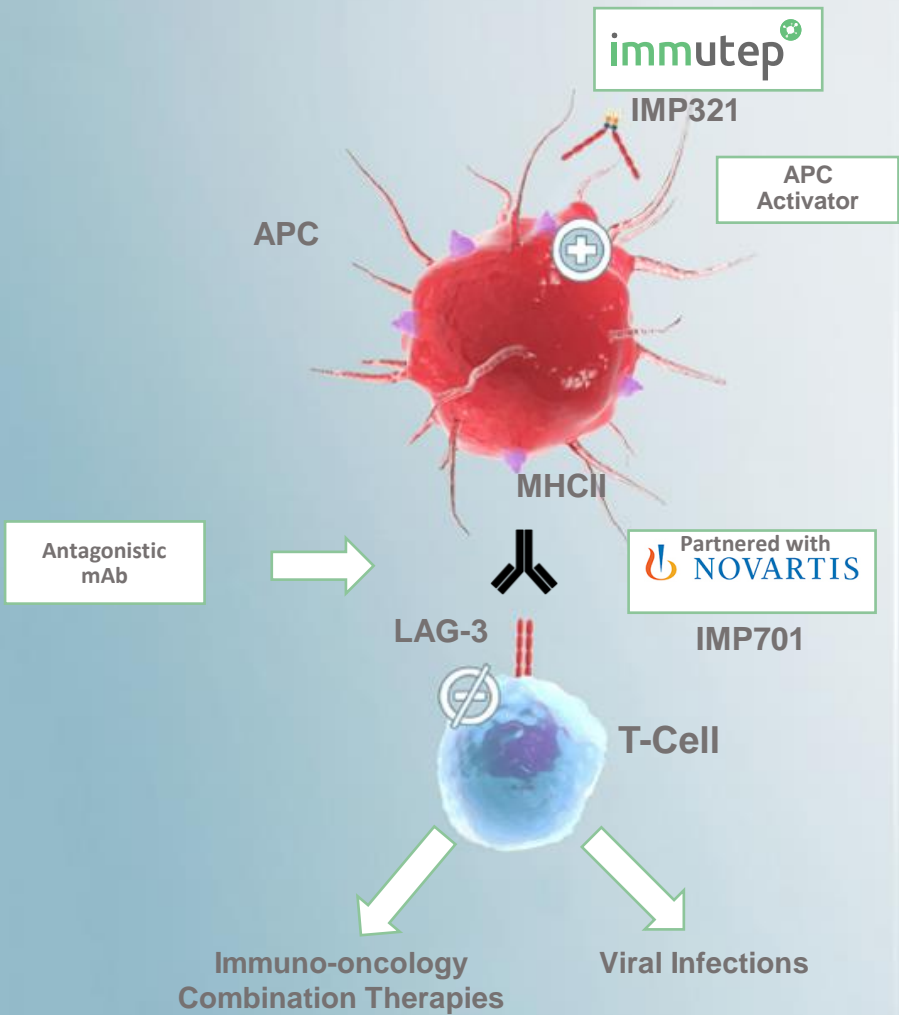 immutep
IMP321
APC
Activator
APC
MHCII
Antagonistic
mAb
Partnered with
NOVARTIS
LAG-3
IMP701
T-Cell
Immuno-oncology
Combination Therapies
Viral Infections